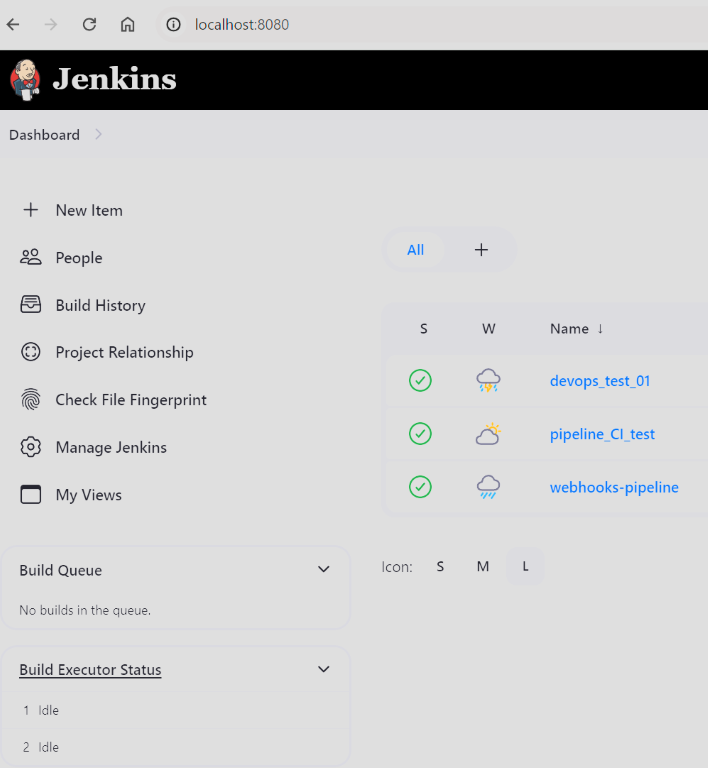 localhost:8080
Jenkins
Dashboard
New Item
People
Build History
Project Relationship
Check File Fingerprint
Manage Jenkins
My Views
Build Queue
No builds in the queue.
Build Executor Status
1 Idle
2 Idle
All +
S W Name ↓
devops_test_01
pipeline_CI_test
webhooks-pipeline
Icon: S M L